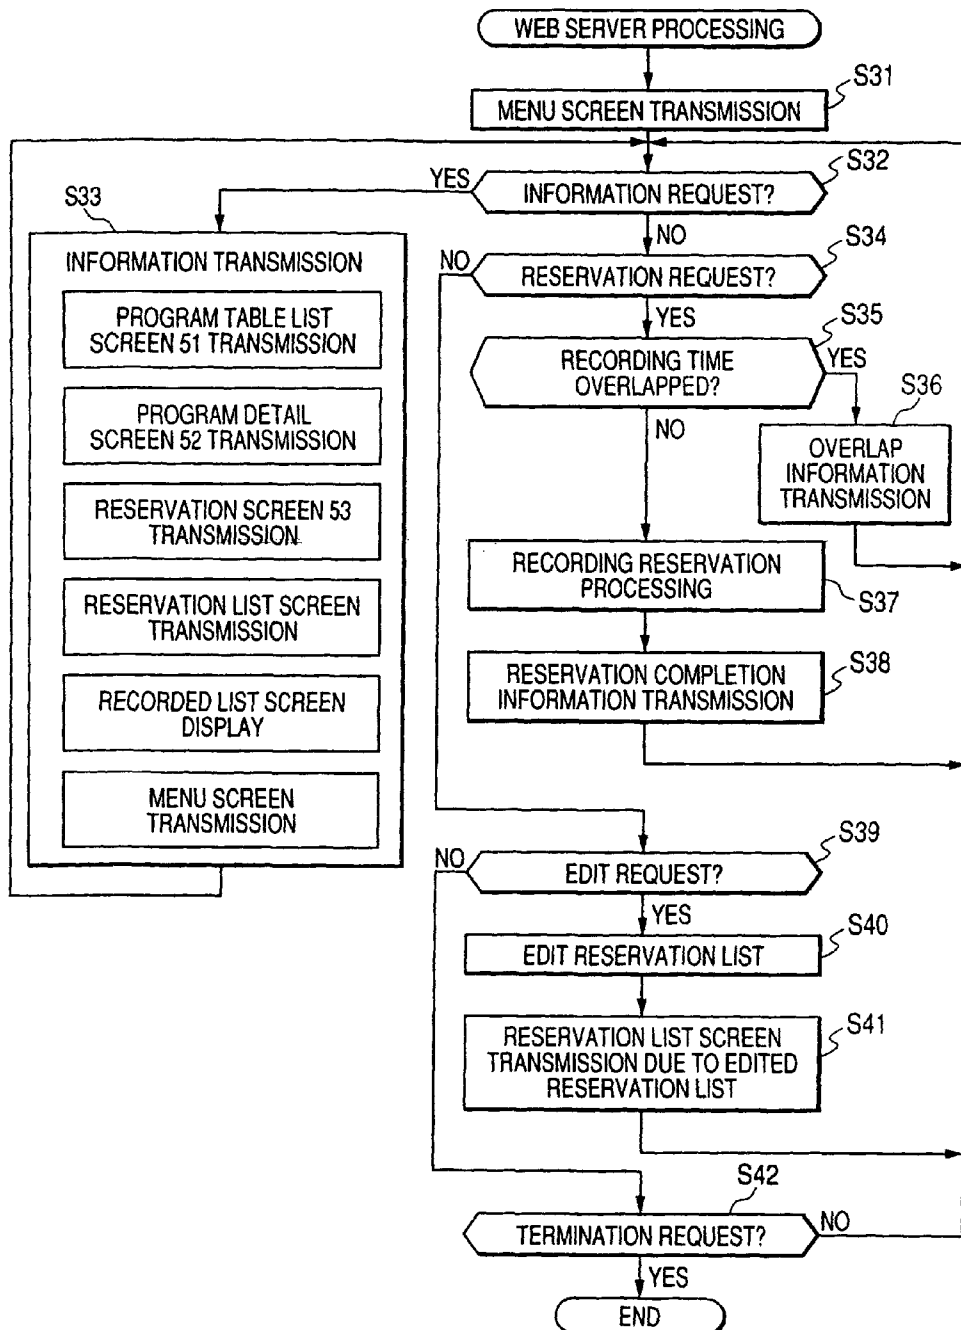 WEB SERVER PROCESSING
S31
MENU SCREEN TRANSMISSION
S32
YES
INFORMATION REQUEST?
S33
NO
S34
INFORMATION TRANSMISSION
NO
RESERVATION REQUEST?
PROGRAM TABLE LIST
SCREEN 51 TRANSMISSION
YES
S35
RECORDING TIME
OVERLAPPED?
YES
S36
PROGRAM DETAIL
SCREEN 52 TRANSMISSION
NO
OVERLAP
INFORMATION
TRANSMISSION
RESERVATION SCREEN 53
TRANSMISSION
RECORDING RESERVATION
PROCESSING
S37
RESERVATION LIST SCREEN
TRANSMISSION
S38
RESERVATION COMPLETION
INFORMATION TRANSMISSION
RECORDED LIST SCREEN
DISPLAY
MENU SCREEN
TRANSMISSION
S39
NO
EDIT REQUEST?
YES
S40
EDIT RESERVATION LIST
S41
RESERVATION LIST SCREEN
TRANSMISSION DUE TO EDITED
RESERVATION LIST
S42
TERMINATION REQUEST?
NO
YES
END